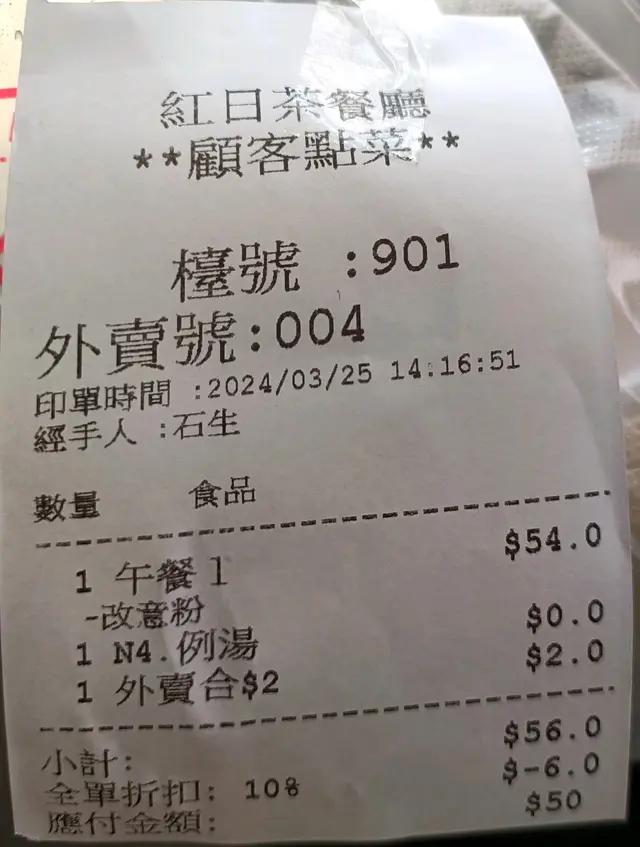 紅日茶餐廳
**顧客點菜**
檯號 :901
外賣號:004
印單時間 :2024/03/25 14:16:51
經手人 :石生
數量 食品
1 午餐1 $54.0
-改意粉
1 N4.例湯 $0.0
1 外賣合$2 $2.0
小計: $56.0
全單折扣: 10% $-6.0
應付金額: $50